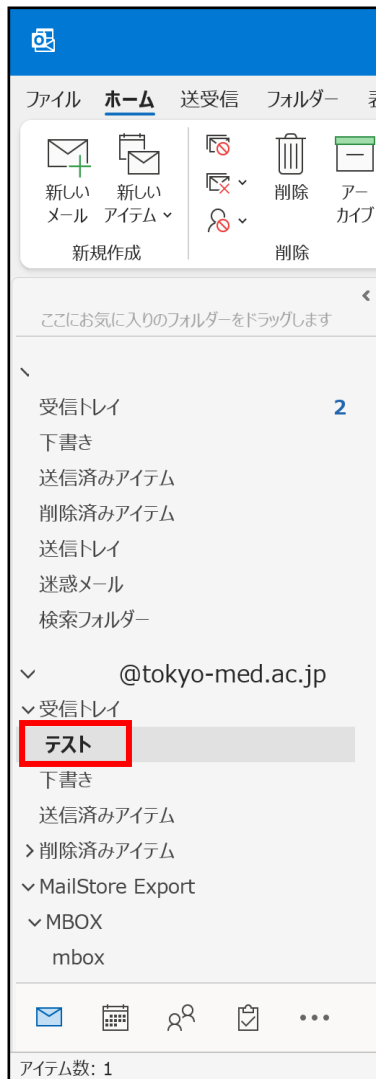 ファイル ホーム 送受信 フォルダー
新しい 新しい 削除 アー
メール アイテム カイブ
新規作成 削除
ここにお気に入りのフォルダーをドラッグします
受信トレイ 2
下書き
送信済みアイテム
削除済みアイテム
送信トレイ
迷惑メール
検索フォルダー
@tokyo-med.ac.jp
受信トレイ
テスト
下書き
送信済みアイテム
削除済みアイテム
MailStore Export
MBOX
mbox
アイテム数: 1